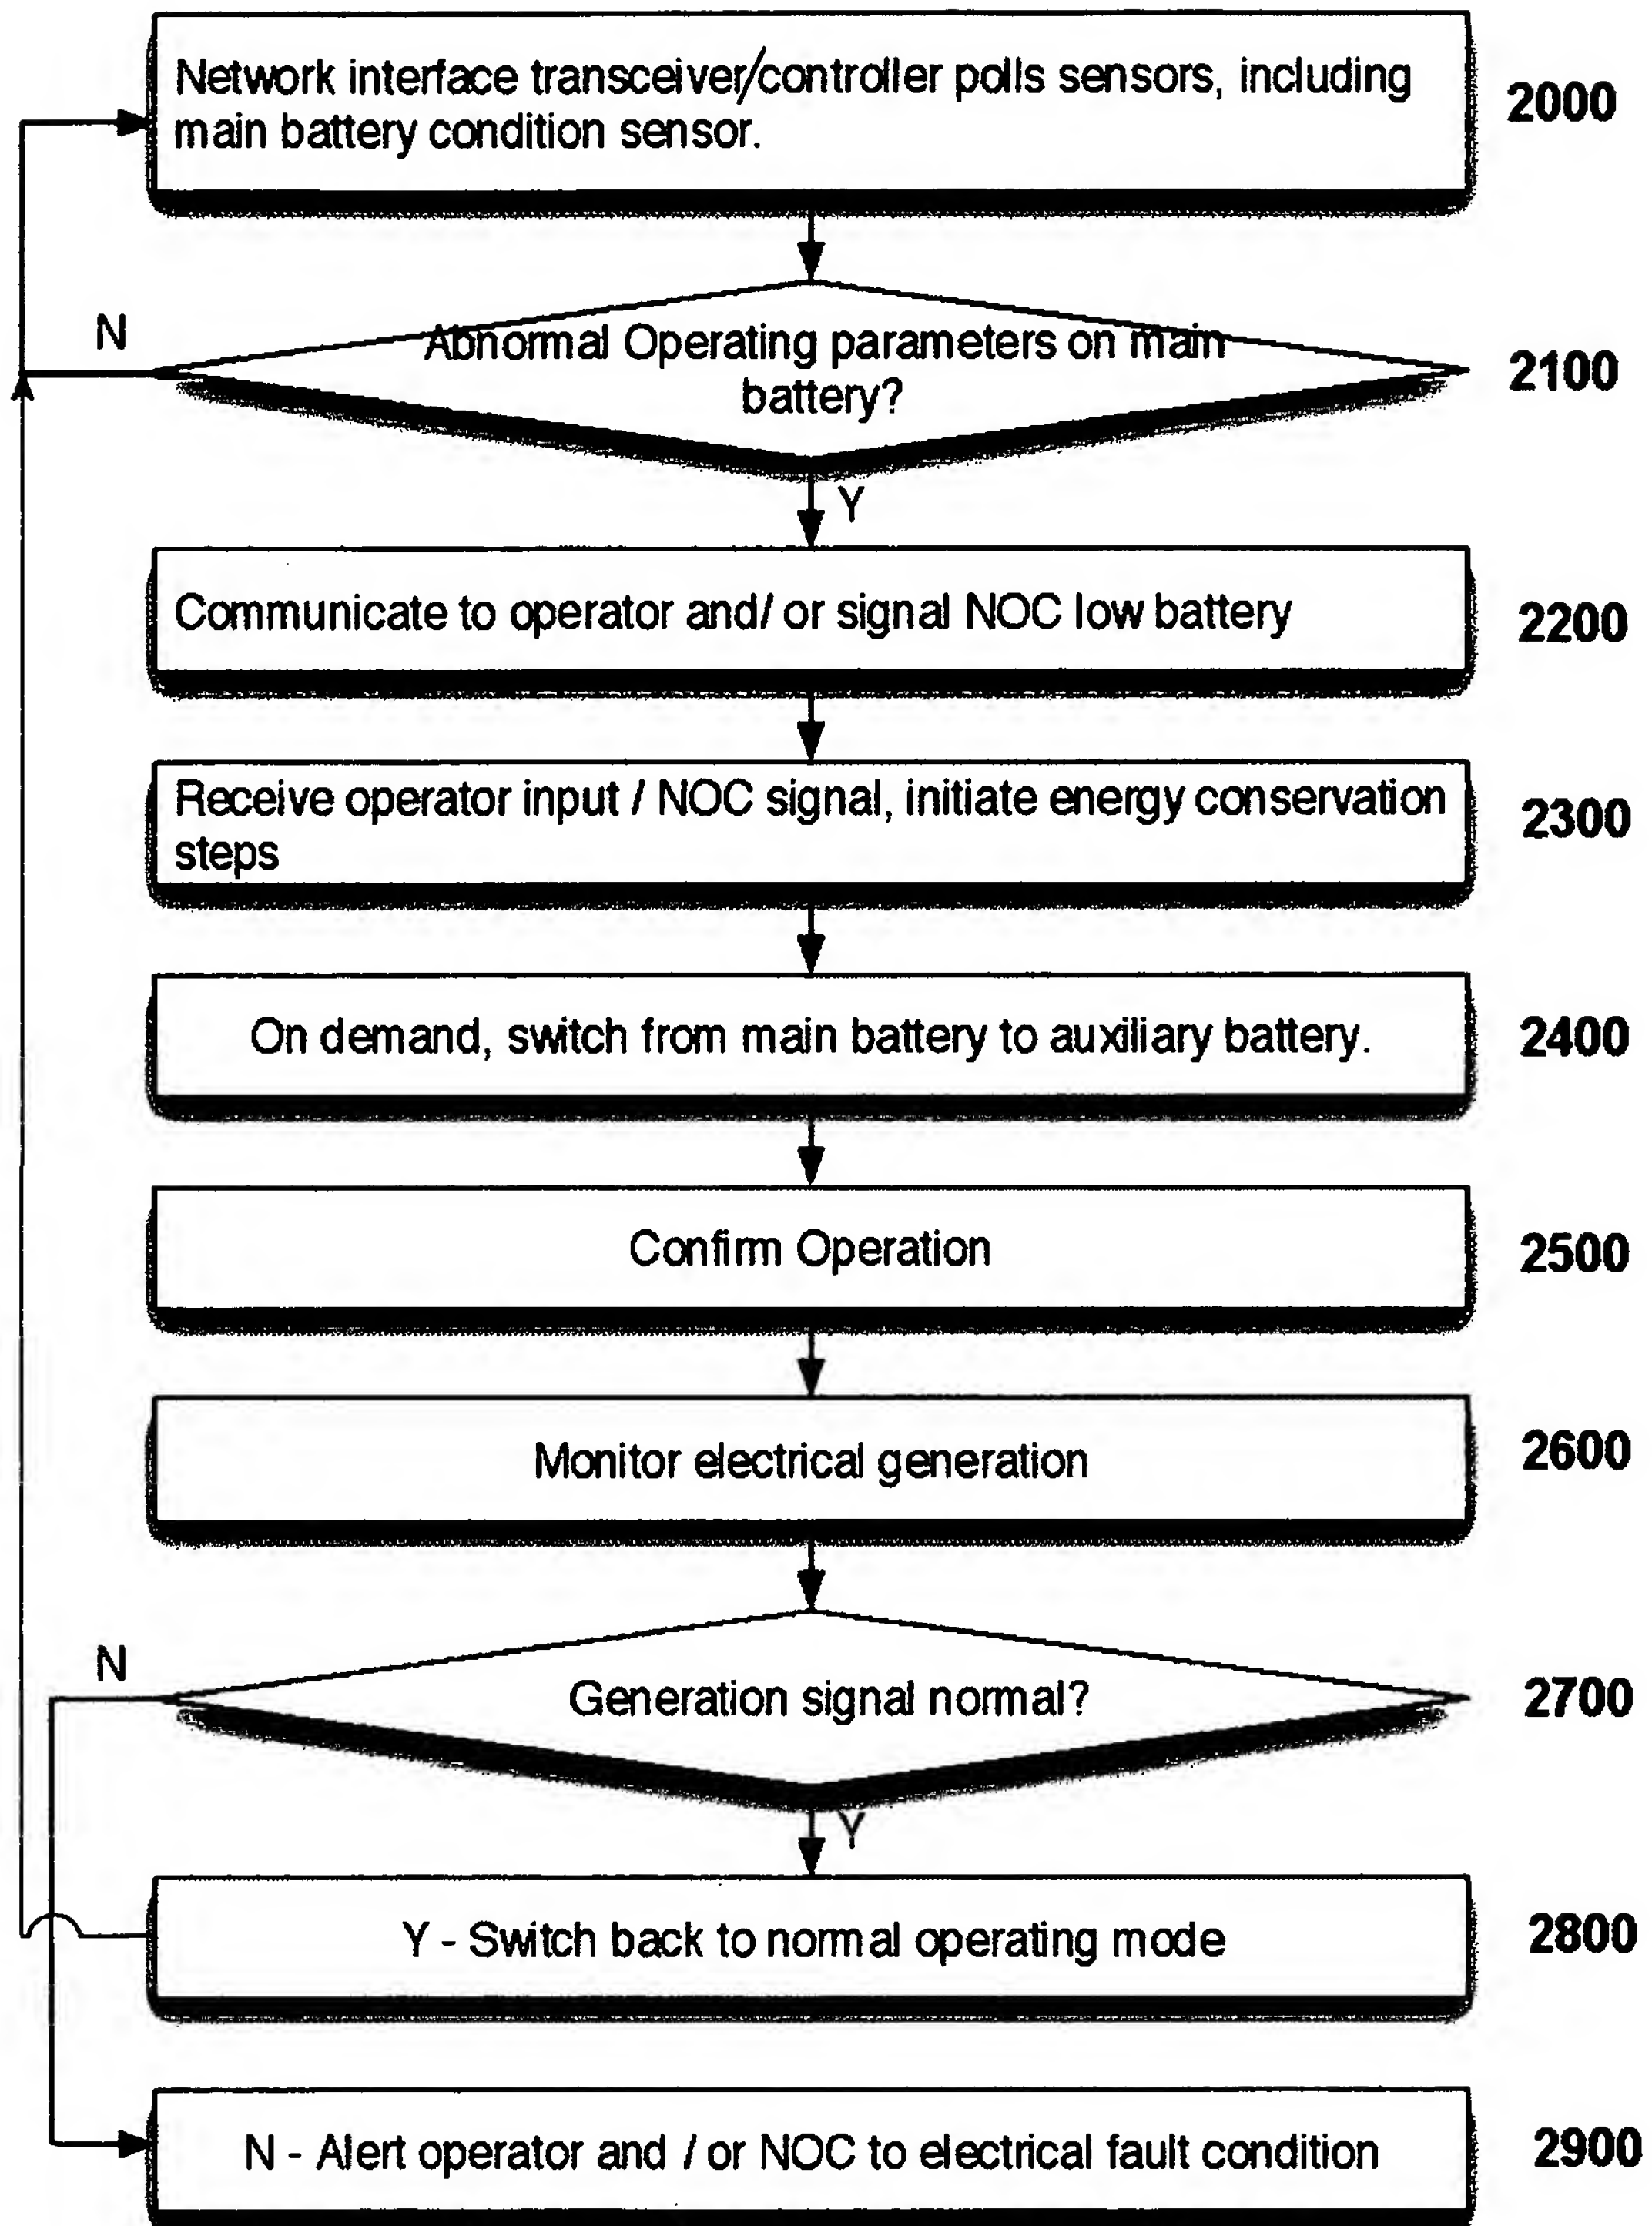 Network interface transceiver/controller polls sensors, including
main battery condition sensor.
2000
N
Abnormal Operating parameters on main
battery?
2100
Y
Communicate to operator and/ or signal NOC low battery
2200
Receive operator input / NOC signal, initiate energy conservation
steps
2300
On demand, switch from main battery to auxiliary battery.
2400
Confirm Operation
2500
Monitor electrical generation
2600
N
Generation signal normal?
2700
Y
Y - Switch back to normal operating mode
2800
N - Alert operator and / or NOC to electrical fault condition
2900